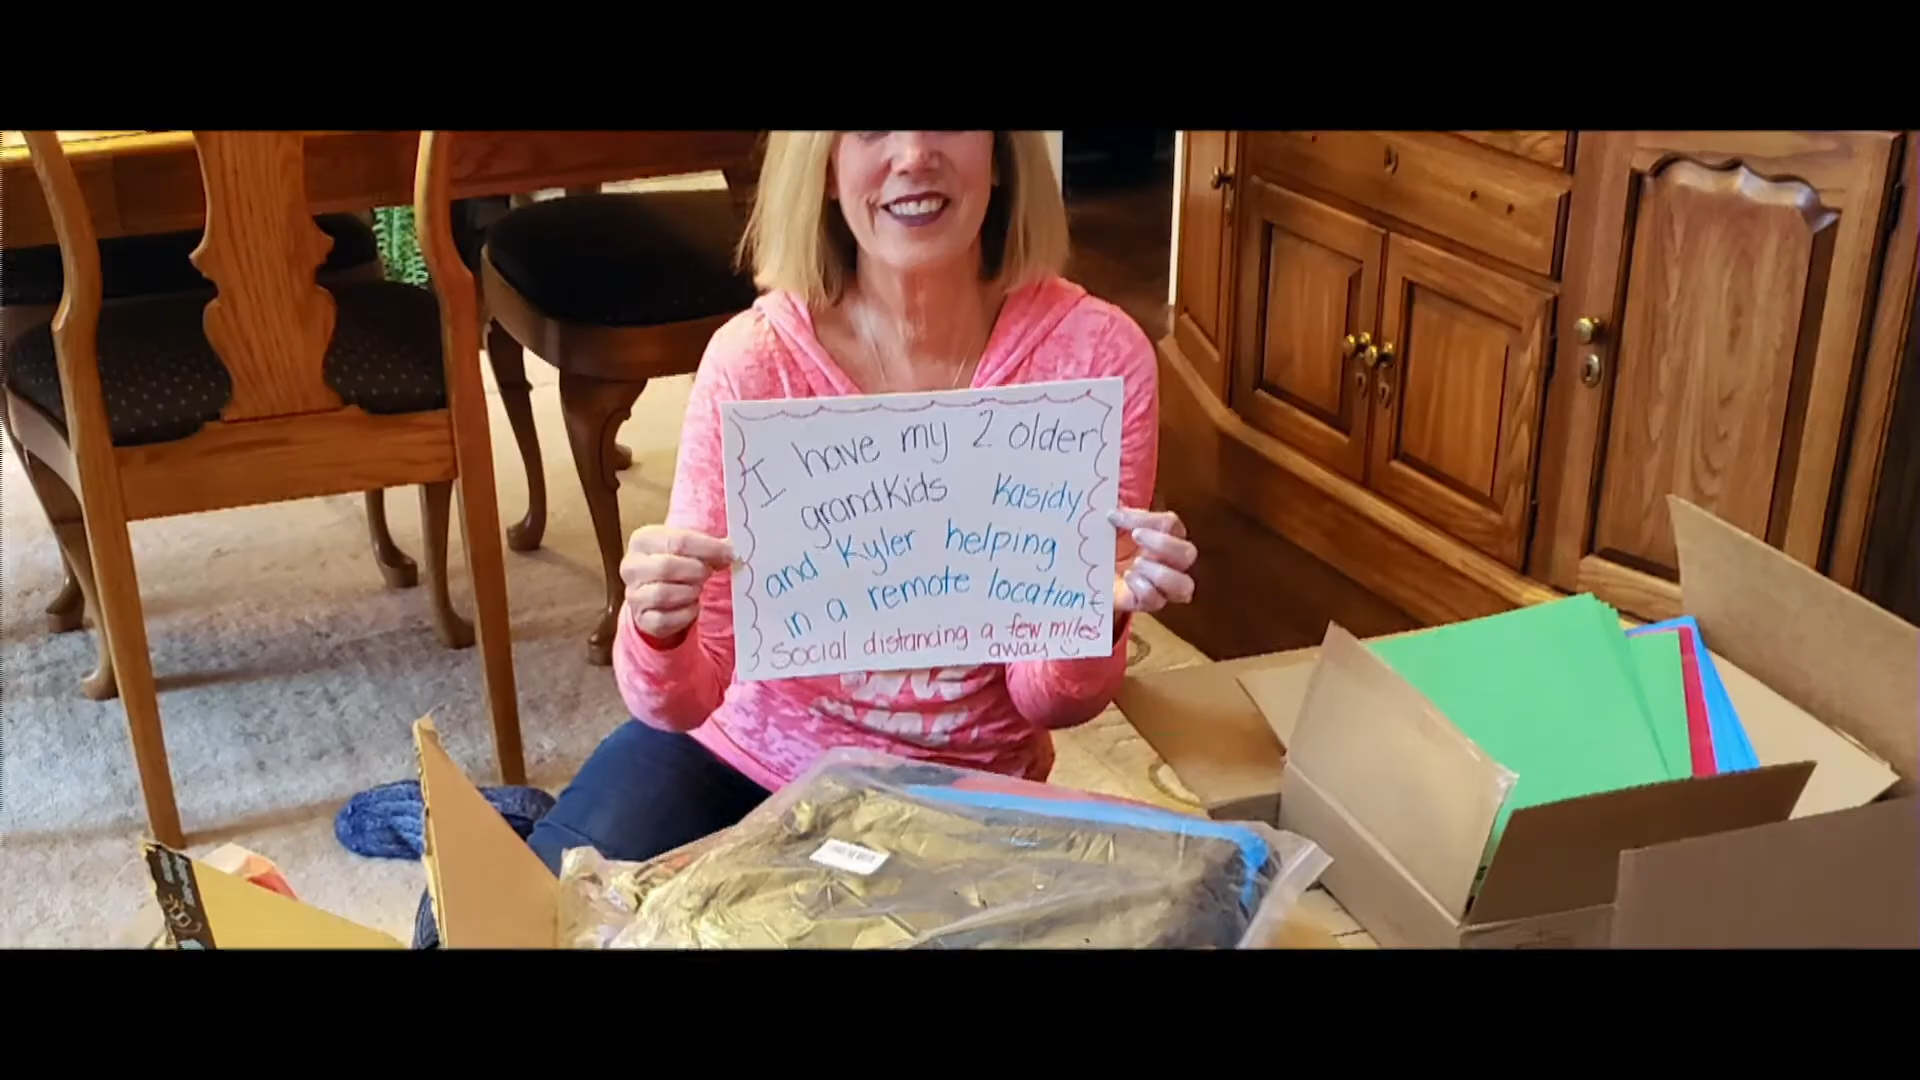 I have my 2 older
grandkids Kasidy
and Kyler helping
in a remote location
Social distancing a few miles
away